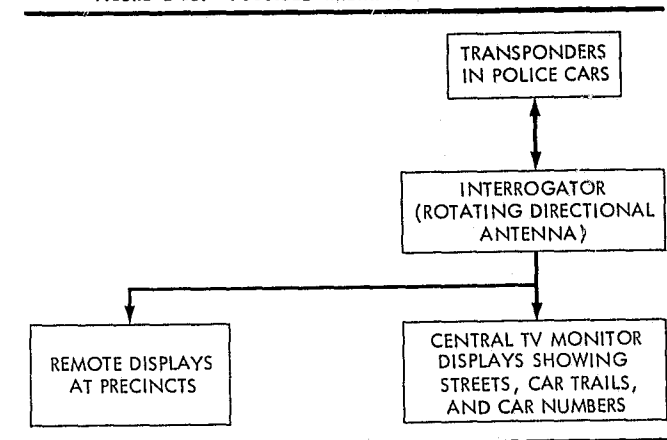 TRANSPONDERS
IN POLICE CARS
INTERROGATOR
(ROTATING DIRECTIONAL
ANTENNA)
REMOTE DISPLAYS
AT PRECINCTS
CENTRAL TV MONITOR
DISPLAYS SHOWING
STREETS, CAR TRAILS,
AND CAR NUMBERS